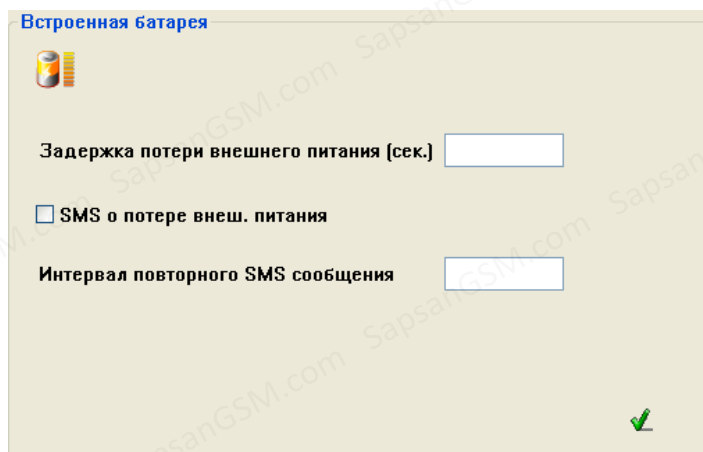 Встроенная батарея
Задержка потери внешнего питания (сек.)
SMS о потере внеш. питания
Интервал повторного SMS сообщения
SapsanGSM.com